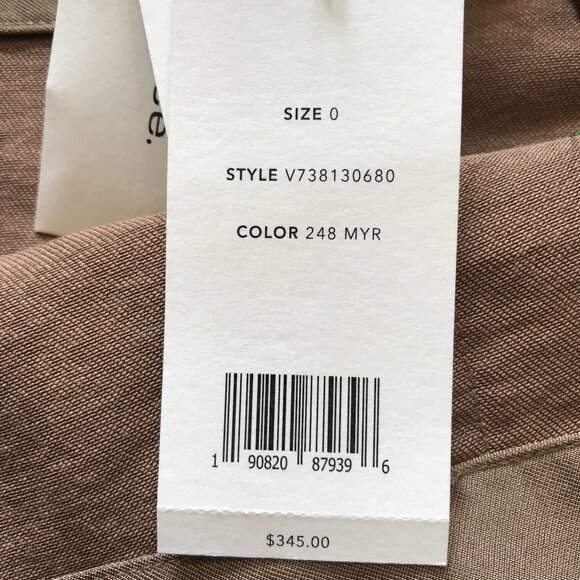 SIZE 0
STYLE V738130680
COLOR 248 MYR
1 90820 87939 6
$345.00